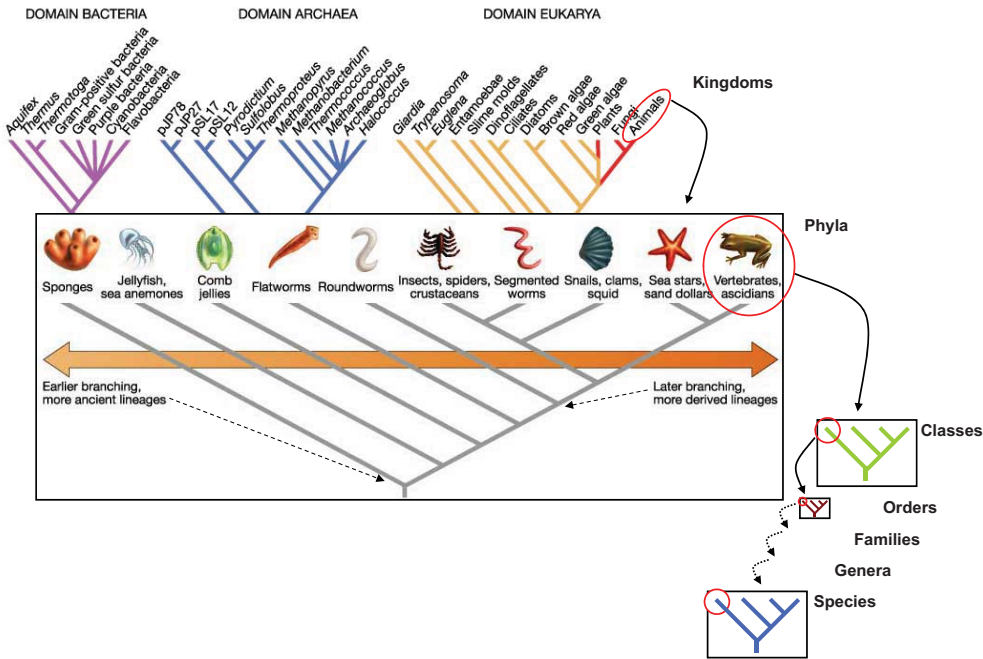 DOMAIN BACTERIA
DOMAIN ARCHAEA
DOMAIN EUKARYA
Aquifex
Thermus
Thermotoga
Gram-positive bacteria
Green sulfur bacteria
Purple bacteria
Cyanobacteria
Flavobacteria
pJP78
pJP27
pSL17
pSL12
Pyrodictium
Sulfolobus
Thermoproteus
Methanopyrus
Methanobacterium
Thermococcus
Methanococcus
Archaeoglobus
Halococcus
Giardia
Trypanosoma
Euglena
Entamoebae
Slime molds
Dinoflagellates
Ciliates
Diatoms
Brown algae
Red algae
Green algae
Plants
Fungi
Animals
Kingdoms
Phyla
Sponges
Jellyfish,
sea anemones
Comb
jellies
Flatworms
Roundworms
Insects, spiders,
crustaceans
Segmented
worms
Snails, clams,
squid
Sea stars,
sand dollars
Vertebrates,
ascidians
Earlier branching,
more ancient lineages
Later branching,
more derived lineages
Classes
Orders
Families
Genera
Species